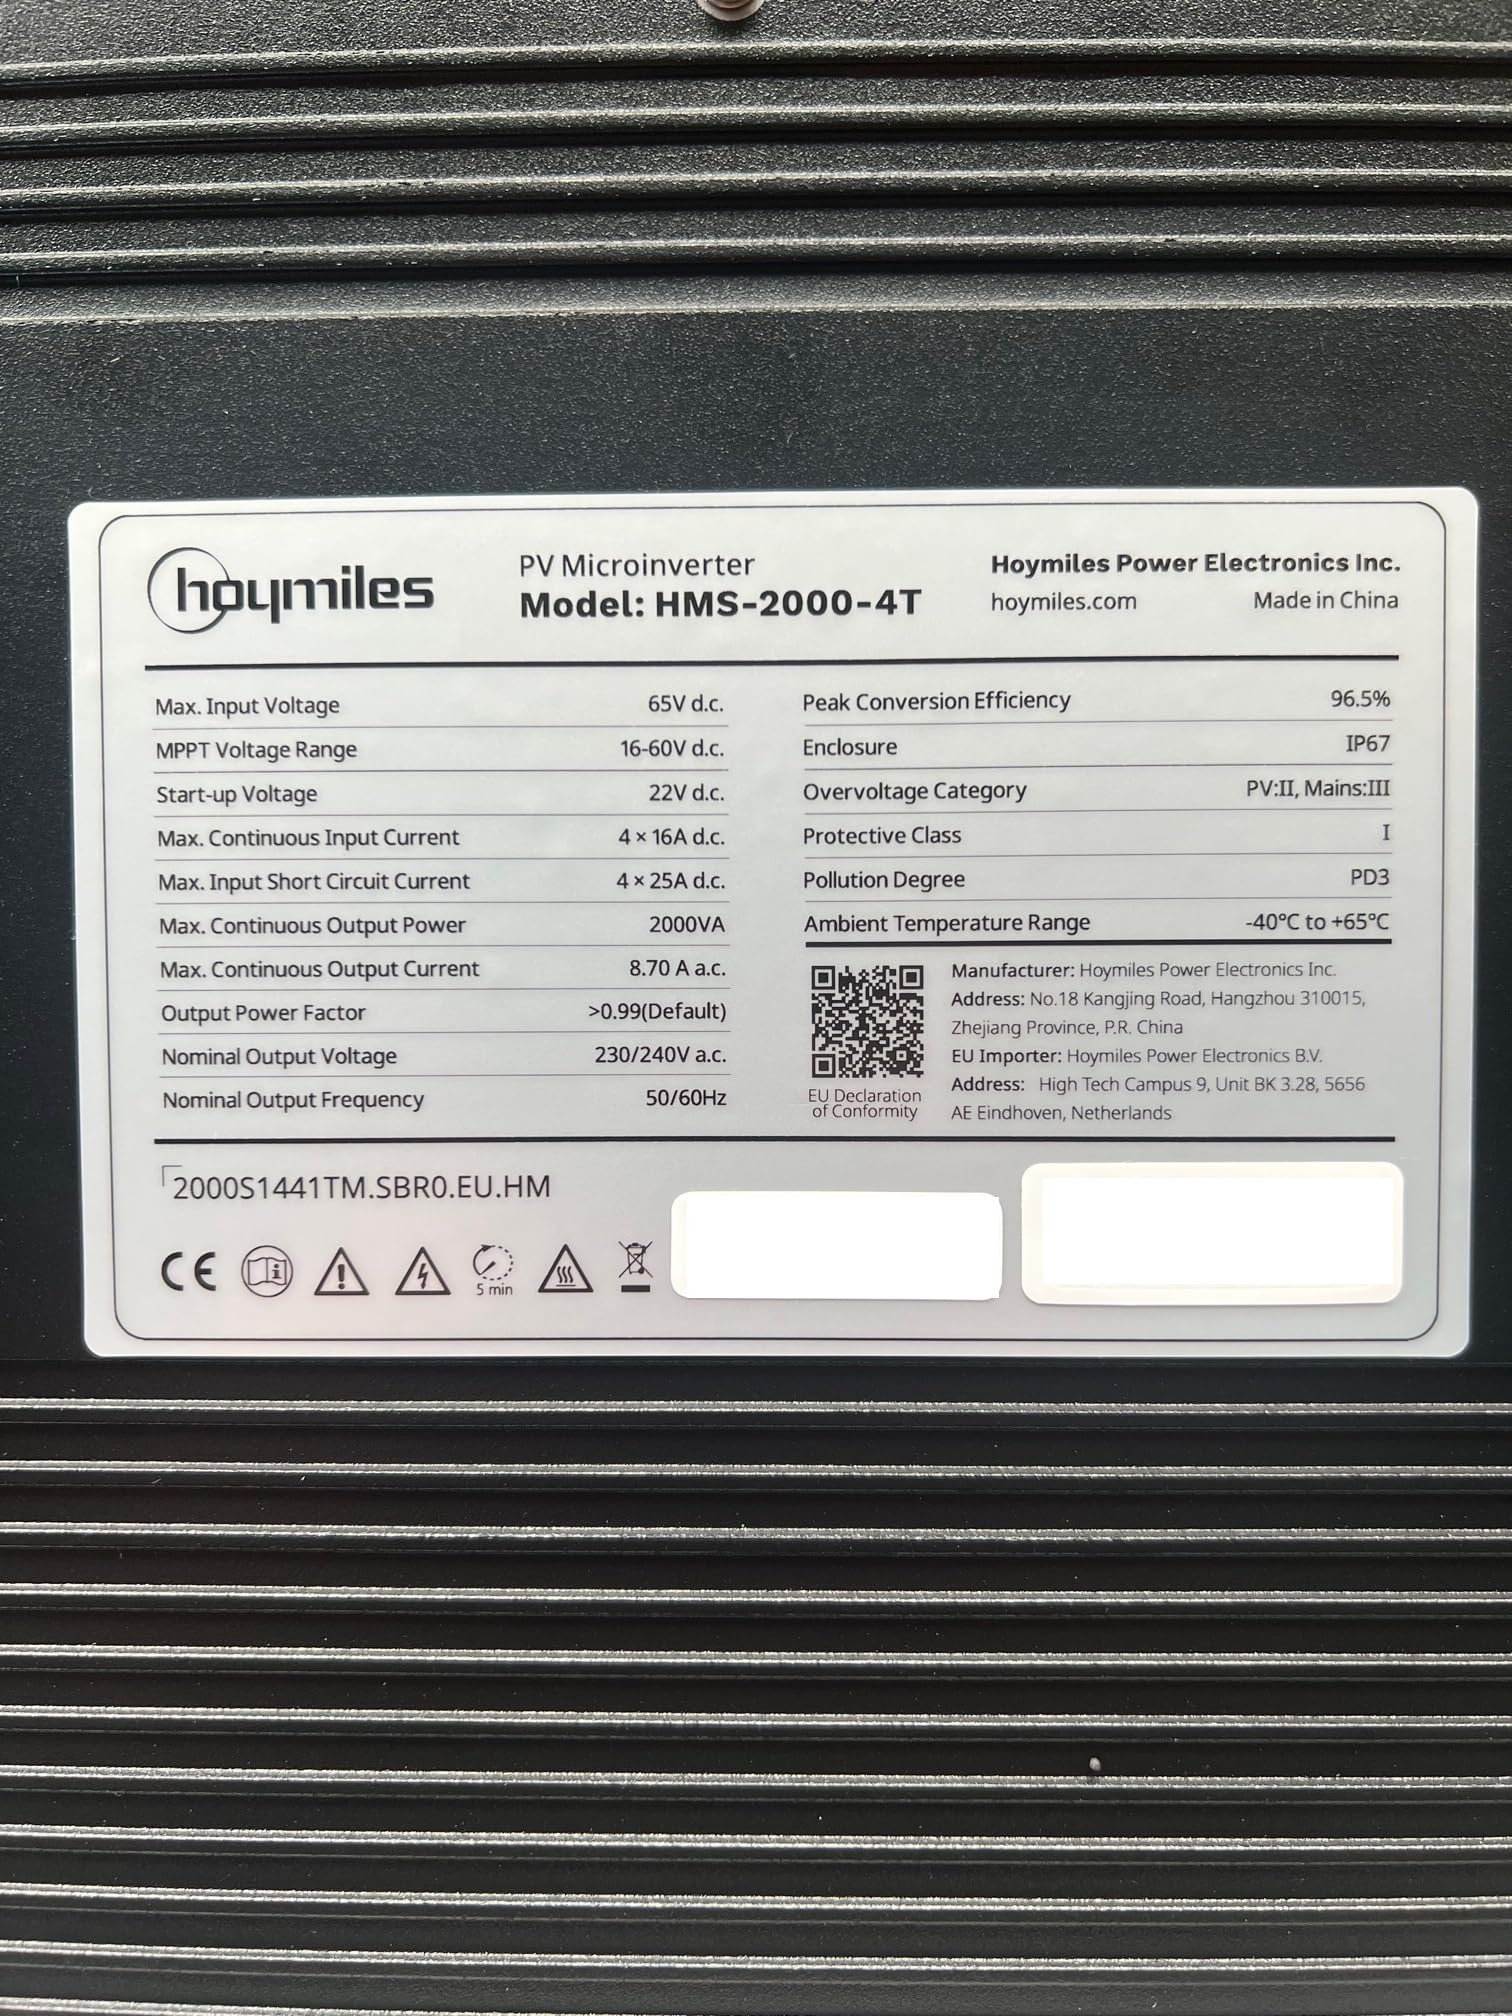 hoymiles
PV Microinverter
Model: HMS-2000-4T
Hoymiles Power Electronics Inc.
hoymiles.com Made in China
Max. Input Voltage 65V d.c.
MPPT Voltage Range 16-60V d.c.
Start-up Voltage 22V d.c.
Max. Continuous Input Current 4 × 16A d.c.
Max. Input Short Circuit Current 4 × 25A d.c.
Max. Continuous Output Power 2000VA
Max. Continuous Output Current 8.70 A a.c.
Output Power Factor >0.99(Default)
Nominal Output Voltage 230/240V a.c.
Nominal Output Frequency 50/60Hz
Peak Conversion Efficiency 96.5%
Enclosure IP67
Overvoltage Category PV:II, Mains:III
Protective Class I
Pollution Degree PD3
Ambient Temperature Range -40℃ to +65℃
EU Declaration
of Conformity
Manufacturer: Hoymiles Power Electronics Inc.
Address: No.18 Kangjing Road, Hangzhou 310015,
Zhejiang Province, P.R. China
EU Importer: Hoymiles Power Electronics B.V.
Address: High Tech Campus 9, Unit BK 3.28, 5656
AE Eindhoven, Netherlands
2000S1441TM.SBR0.EU.HM
CE
5 min